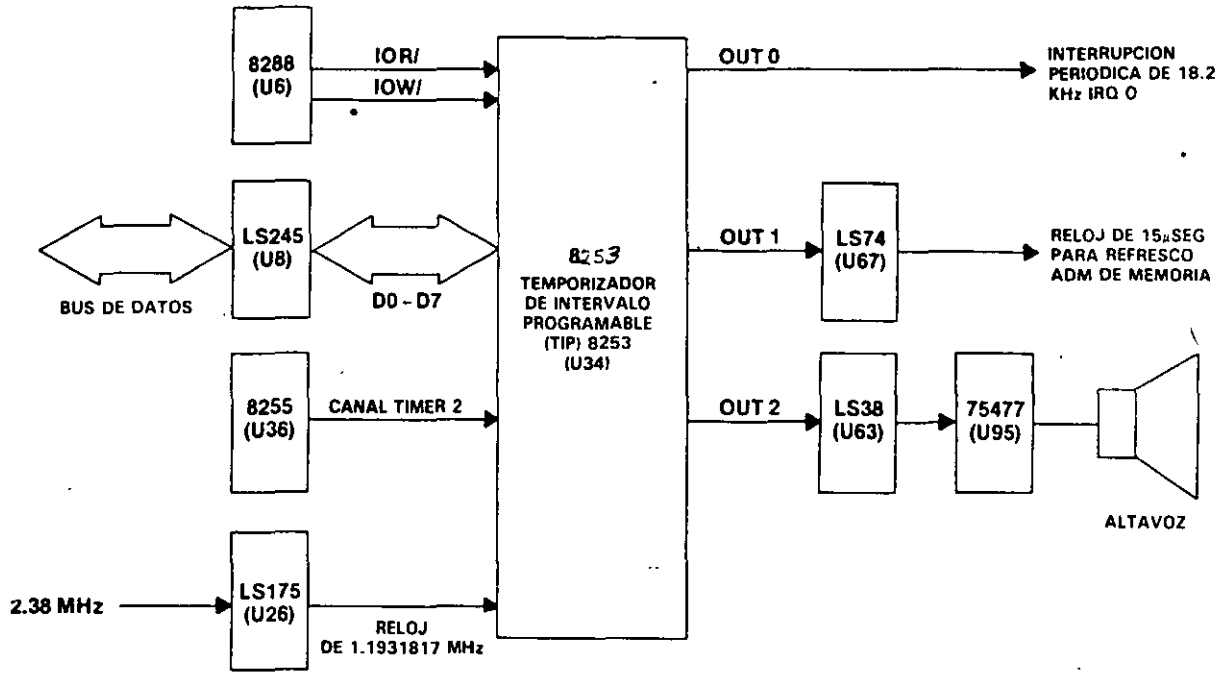 8288
(U6)
IOR/
IOW/
OUT 0
INTERRUPCION
PERIODICA DE 18.2
KHz IRQ 0
BUS DE DATOS
LS245
(U8)
D0 - D7
8253
TEMPORIZADOR
DE INTERVALO
PROGRAMABLE
(TIP) 8253
(U34)
OUT 1
LS74
(U67)
RELOJ DE 15µSEG
PARA REFRESCO
ADM DE MEMORIA
8255
(U36)
CANAL TIMER 2
OUT 2
LS38
(U63)
75477
(U95)
ALTAVOZ
2.38 MHz
LS175
(U26)
RELOJ
DE 1.1931817 MHz